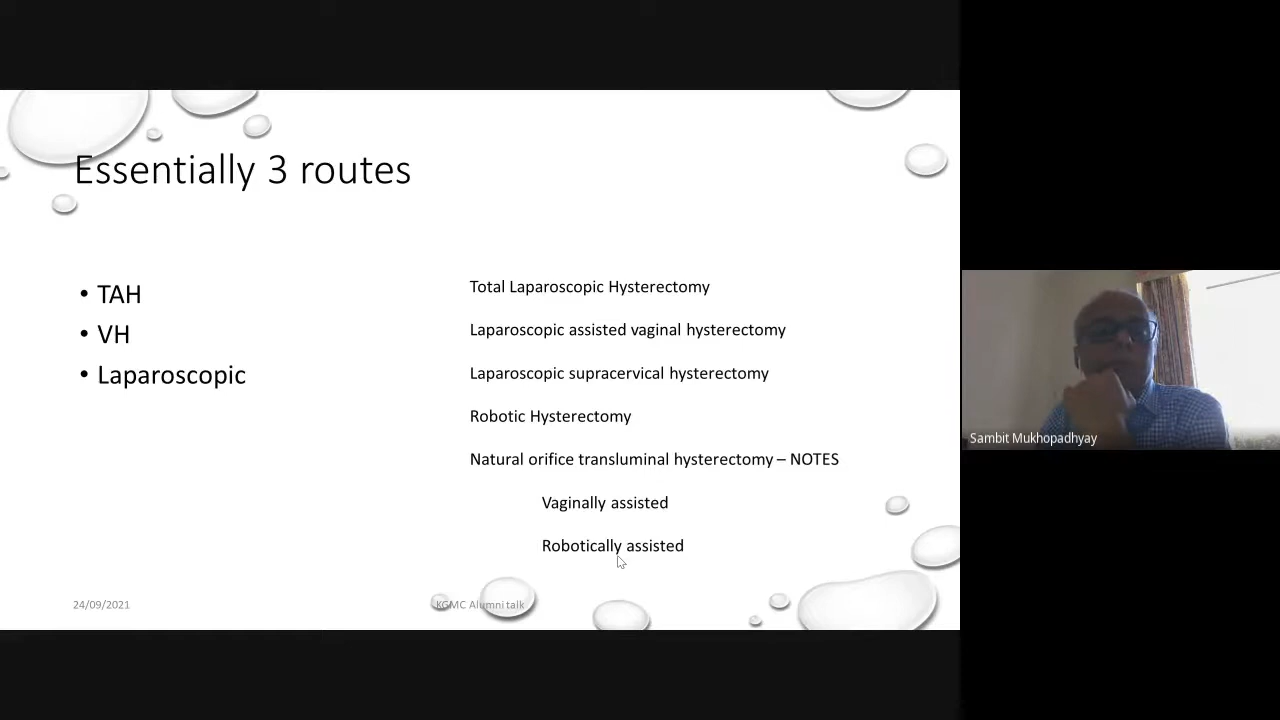 Essentially 3 routes
• TAH
• VH
• Laparoscopic
Total Laparoscopic Hysterectomy
Laparoscopic assisted vaginal hysterectomy
Laparoscopic supracervical hysterectomy
Robotic Hysterectomy
Natural orifice transluminal hysterectomy – NOTES
Vaginally assisted
Robotically assisted
24/09/2021
KGMC Alumni talk
Sambit Mukhopadhyay